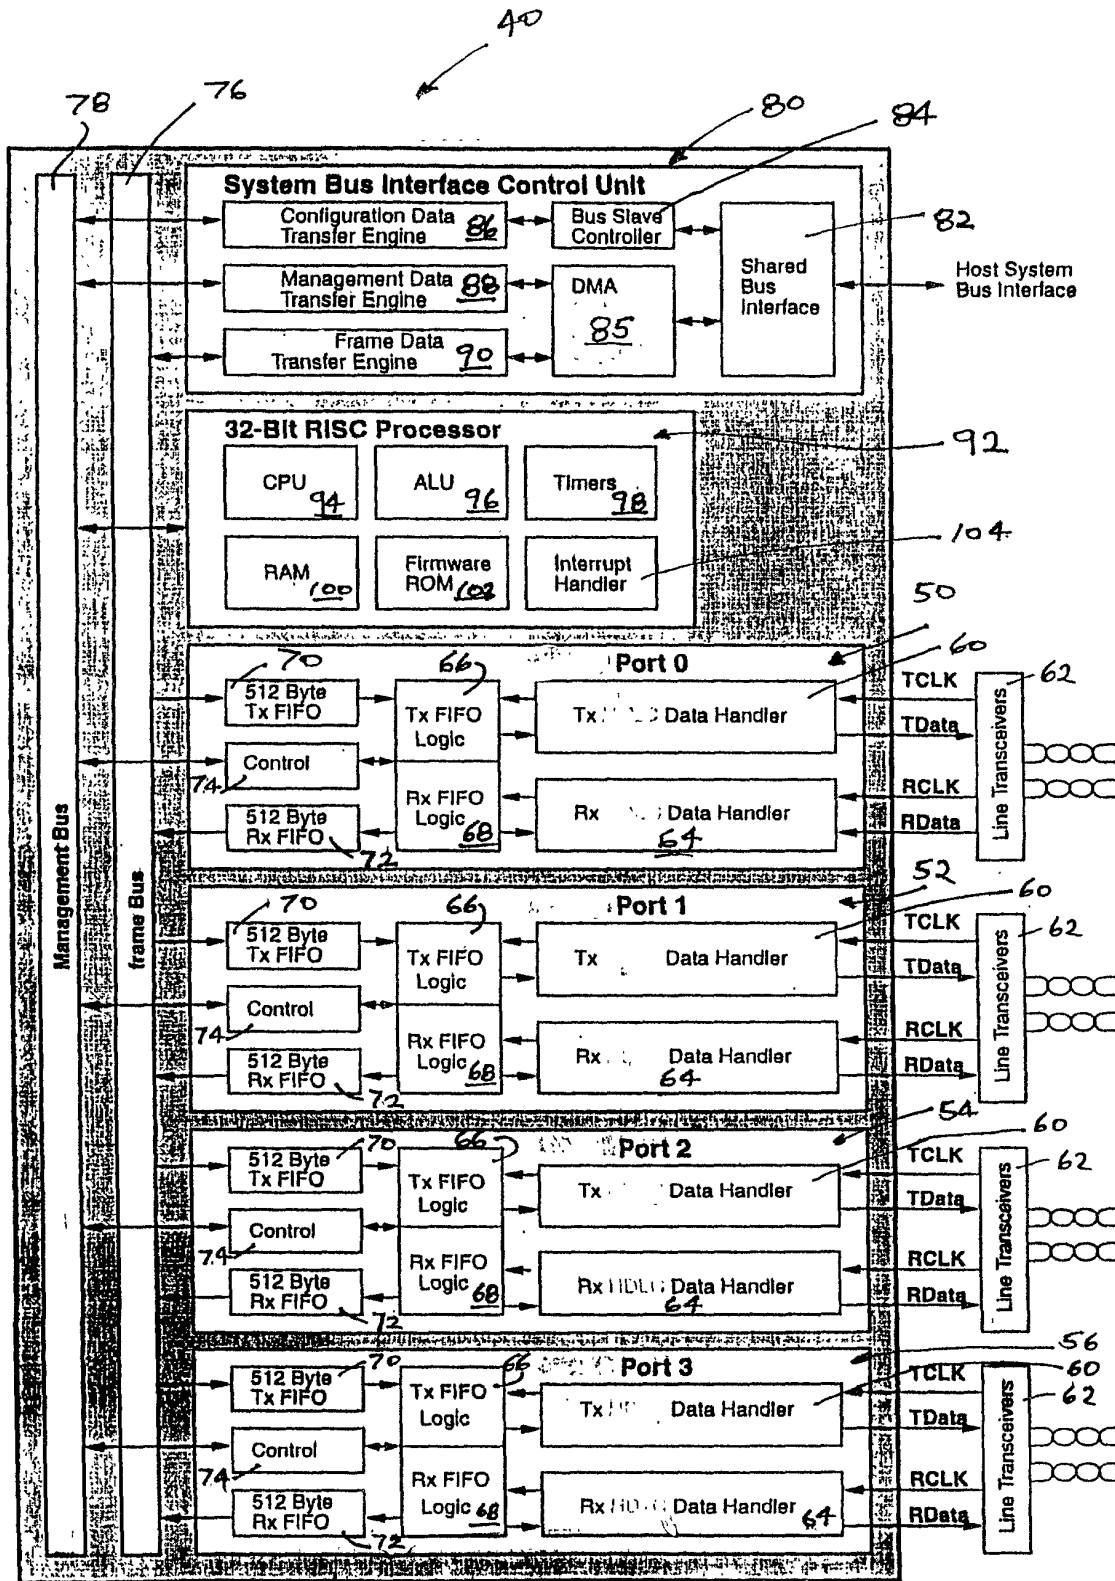 40
78
76
80
84
System Bus Interface Control Unit
Configuration Data
Transfer Engine 86
Bus Slave
Controller
82
Management Data
Transfer Engine 88
DMA
85
Shared
Bus
Interface
Host System
Bus Interface
Frame Data
Transfer Engine 90
32-Bit RISC Processor
92
CPU
94
ALU
96
Timers
98
RAM
100
Firmware
ROM 102
Interrupt
Handler
104
Management Bus
frame Bus
50
Port 0
60
70
66
512 Byte
Tx FIFO
Tx FIFO
Logic
Tx Data Handler
TCLK
TData
62
Control
74
Rx FIFO
Logic
68
512 Byte
Rx FIFO
72
Rx Data Handler
64
RCLK
RData
Line Transceivers
52
Port 1
60
70
66
512 Byte
Tx FIFO
Tx FIFO
Logic
Tx Data Handler
TCLK
TData
62
Control
74
Rx FIFO
Logic
68
512 Byte
Rx FIFO
72
Rx Data Handler
64
RCLK
RData
Line Transceivers
54
Port 2
60
70
66
512 Byte
Tx FIFO
Tx FIFO
Logic
Tx Data Handler
TCLK
TData
62
Control
74
Rx FIFO
Logic
68
512 Byte
Rx FIFO
72
Rx HDLC Data Handler
64
RCLK
RData
Line Transceivers
56
Port 3
60
70
66
512 Byte
Tx FIFO
Tx FIFO
Logic
Tx Data Handler
TCLK
TData
62
Control
74
Rx FIFO
Logic
68
512 Byte
Rx FIFO
72
Rx Data Handler
64
RCLK
RData
Line Transceivers